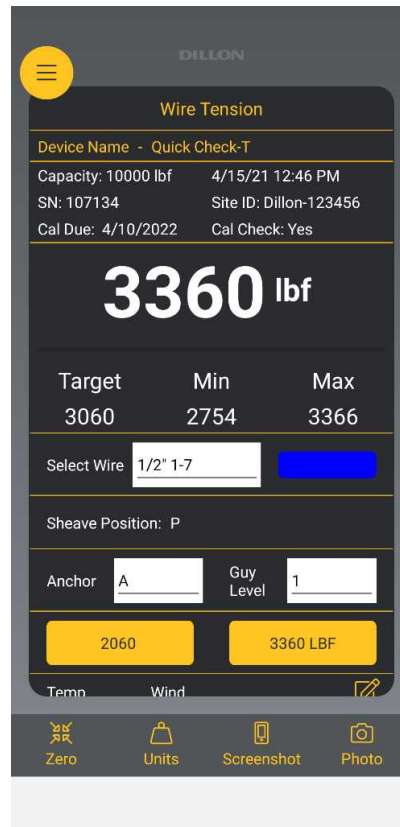 DILLON
Wire Tension
Device Name - Quick Check-T
Capacity: 10000 lbf 4/15/21 12:46 PM
SN: 107134 Site ID: Dillon-123456
Cal Due: 4/10/2022 Cal Check: Yes
3360 lbf
Target Min Max
3060 2754 3366
Select Wire 1/2" 1-7
Sheave Position: P
Anchor A Guy Level 1
2060 3360 LBF
Temp Wind
Zero Units Screenshot Photo